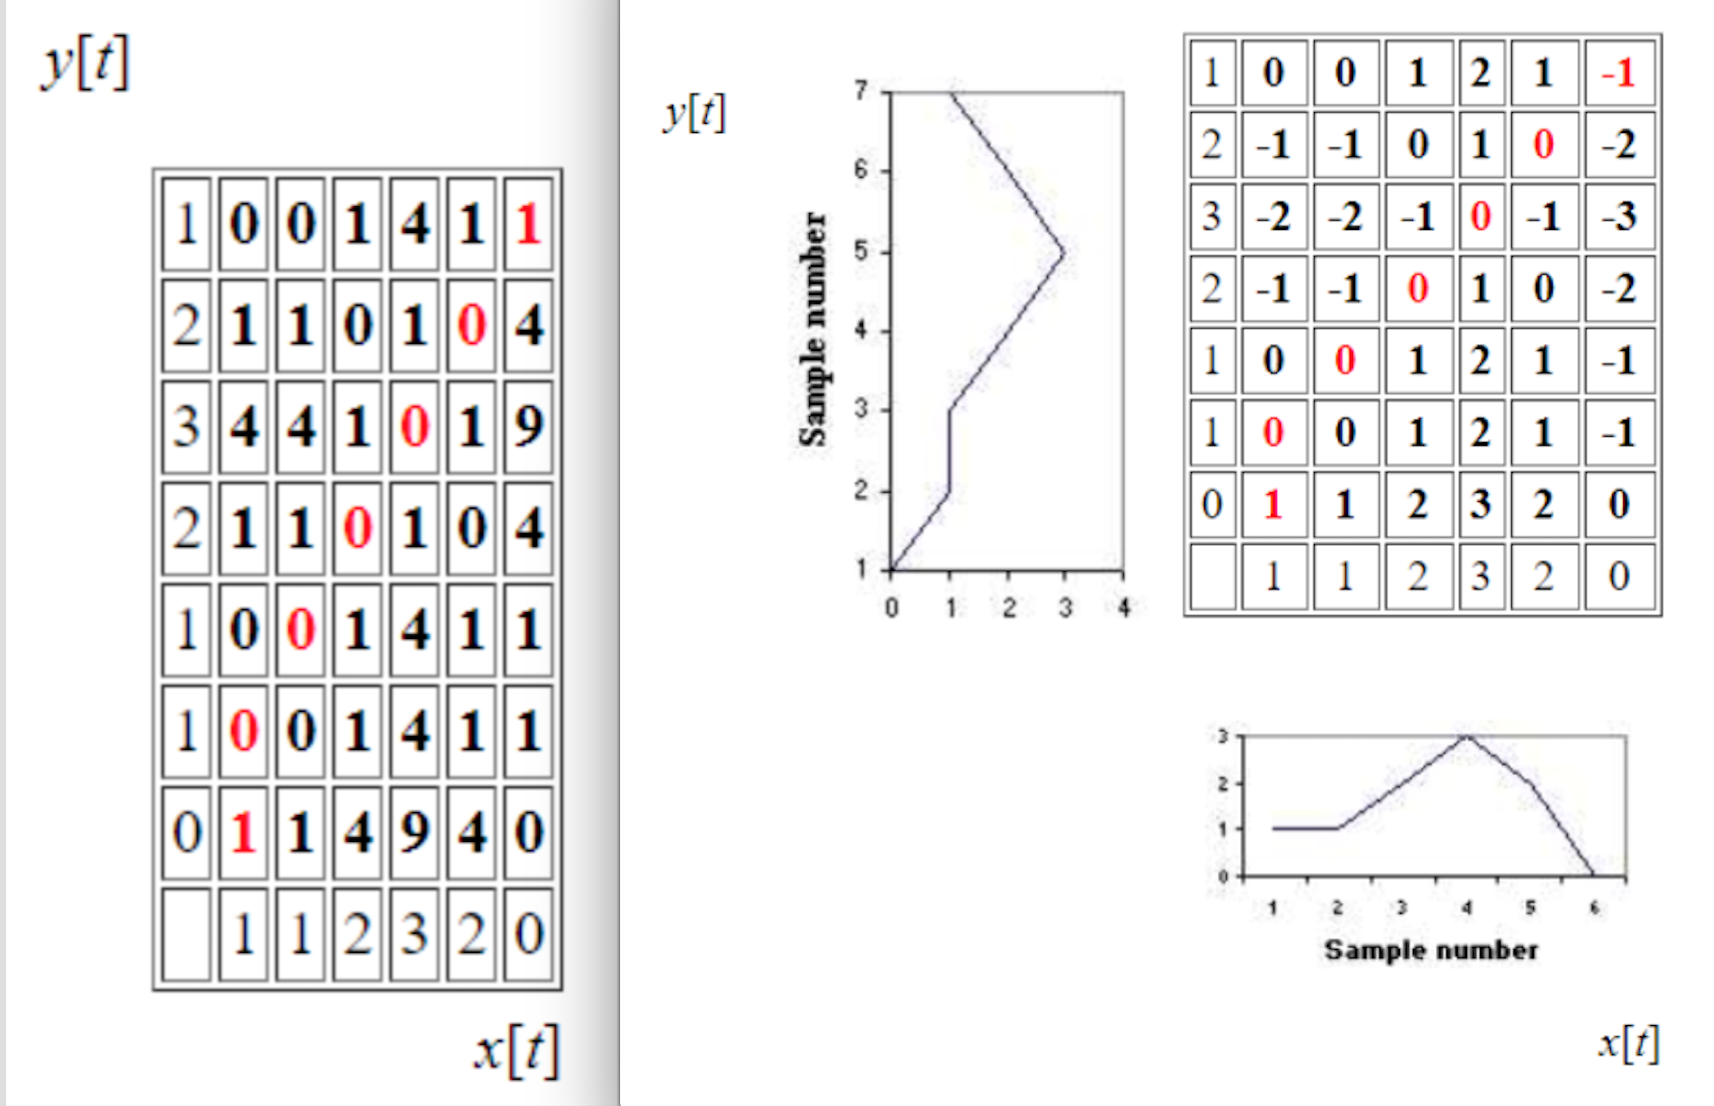 y[t]
1 0 0 1 4 1 1
2 1 1 0 1 0 4
3 4 4 1 0 1 9
2 1 1 0 1 0 4
1 0 0 1 4 1 1
1 0 0 1 4 1 1
0 1 1 4 9 4 0
1 1 2 3 2 0
x[t]
y[t]
Sample number
7
6
5
4
3
2
1
0 1 2 3 4
1 0 0 1 2 1 -1
2 -1 -1 0 1 0 -2
3 -2 -2 -1 0 -1 -3
2 -1 -1 0 1 0 -2
1 0 0 1 2 1 -1
1 0 0 1 2 1 -1
0 1 1 2 3 2 0
1 1 2 3 2 0
3
2
1
0
1 2 3 4 5 6
Sample number
x[t]